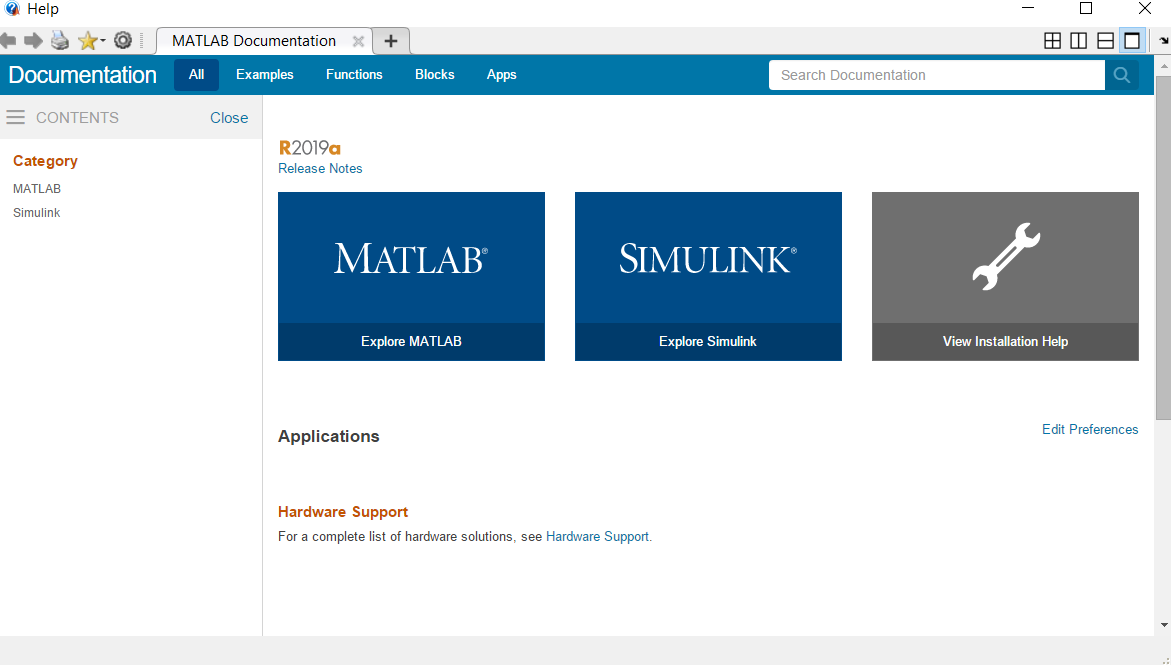 Help
MATLAB Documentation
Documentation All Examples Functions Blocks Apps Search Documentation
CONTENTS Close
Category
MATLAB
Simulink
R2019a
Release Notes
MATLAB® SIMULINK®
Explore MATLAB Explore Simulink View Installation Help
Applications Edit Preferences
Hardware Support
For a complete list of hardware solutions, see Hardware Support.